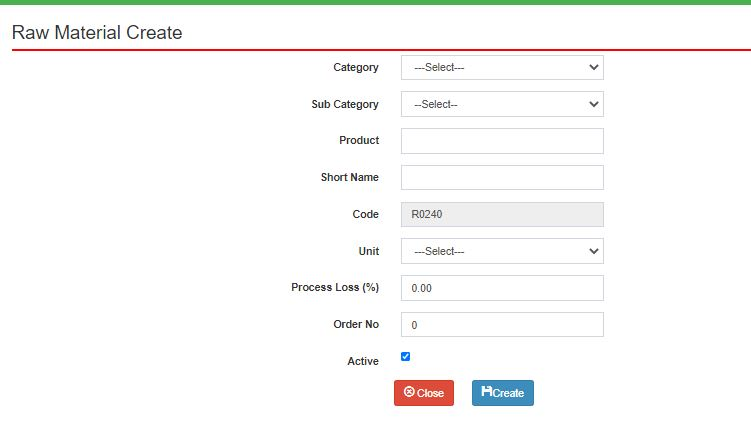 Raw Material Create
Category ---Select---
Sub Category --Select--
Product
Short Name
Code R0240
Unit ---Select---
Process Loss (%) 0.00
Order No 0
Active
Close Create